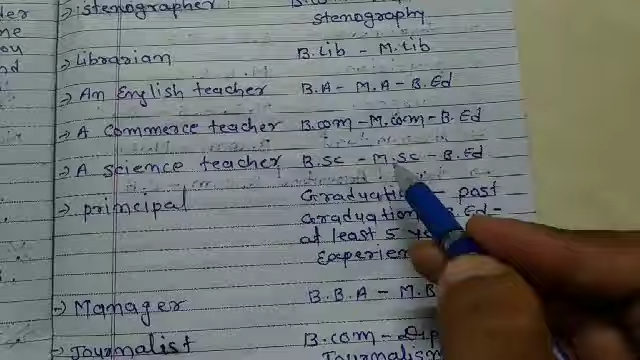 stenographer
stenography
Librarian B.Lib - M.Lib
An English teacher B.A - M.A - B.Ed
A commerce teacher B.com - M.com - B.Ed
A science teacher B.sc - M.sc - B.Ed
principal Graduation - post
Graduation - B.Ed -
at least 5
Manager B.B.A - M.B
Journalist B.com -
Journalism